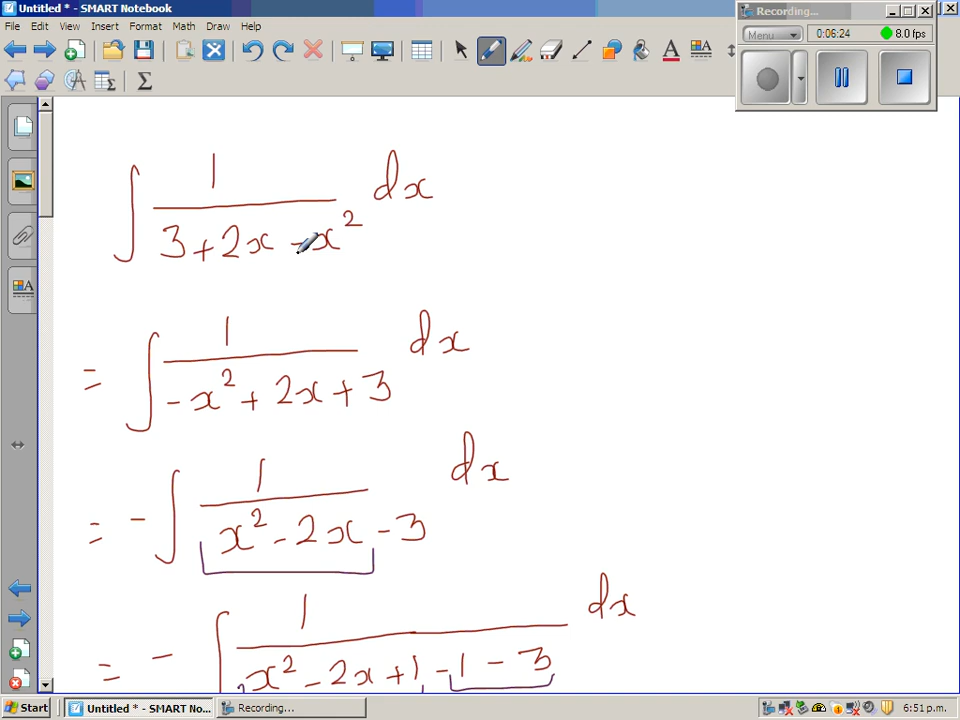 Untitled * - SMART Notebook
File Edit View Insert Format Math Draw Help
Recording...
Menu 0:06:24 8.0 fps
∫ 1/(3+2x-x²) dx
= ∫ 1/(-x²+2x+3) dx
= -∫ 1/(x²-2x-3) dx
= -∫ 1/(x²-2x+1-1-3) dx
Start Untitled * - SMART No... Recording... 6:51 p.m.